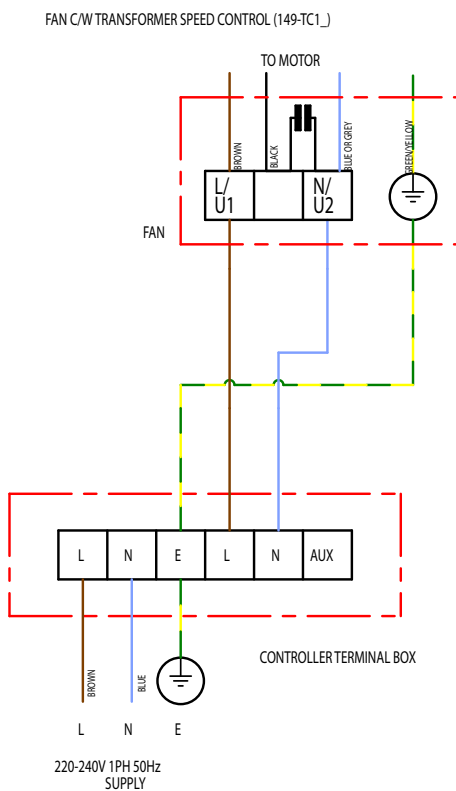 FAN C/W TRANSFORMER SPEED CONTROL (149-TC1_)
TO MOTOR
BROWN
BLACK
BLUE OR GREY
GREEN/YELLOW
L/
U1
N/
U2
FAN
L N E L N AUX
BROWN
BLUE
CONTROLLER TERMINAL BOX
L N E
220-240V 1PH 50Hz
SUPPLY